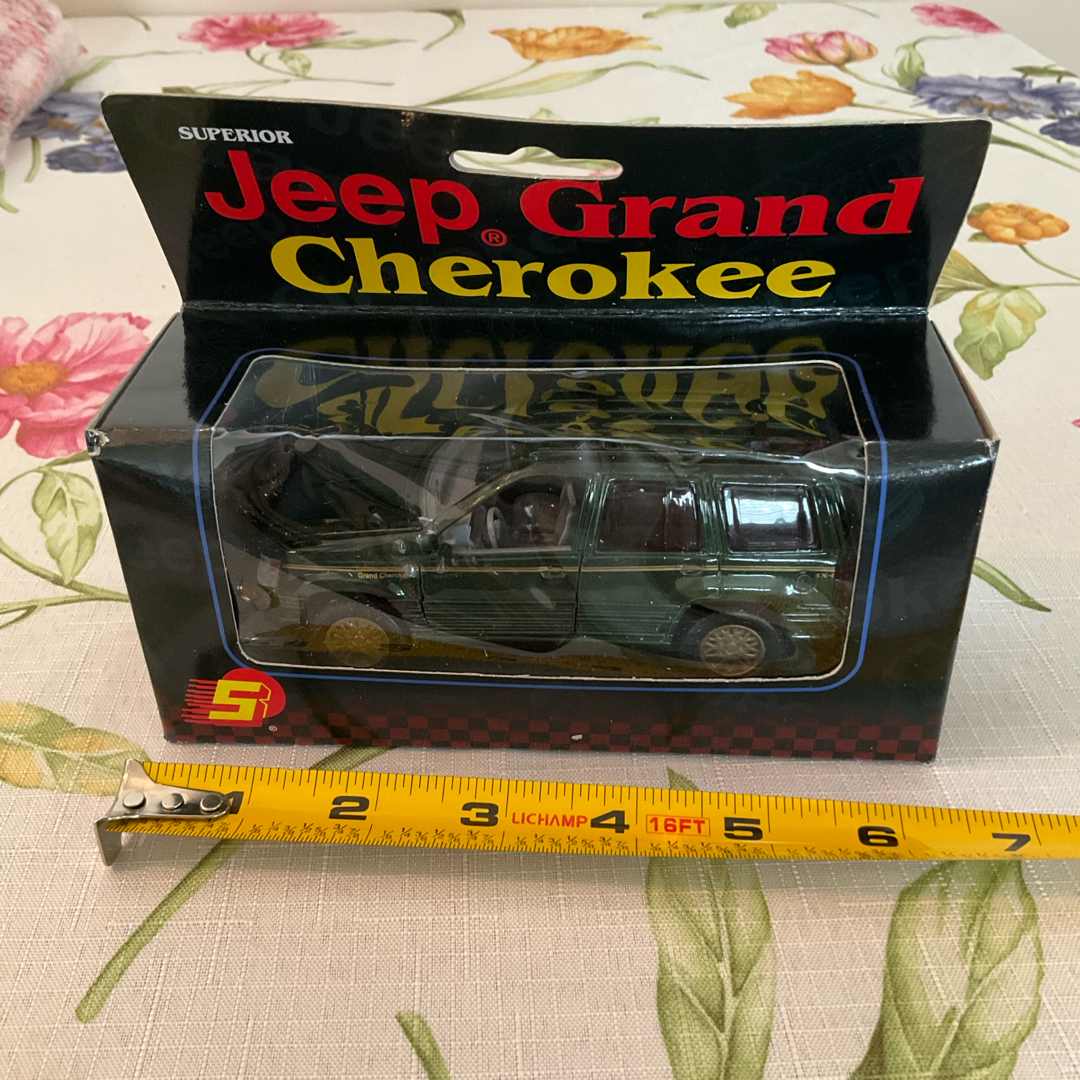 SUPERIOR
Jeep® Grand
Cherokee
Grand Cherokee
S®
1 2 3 LICHAMP 4 16FT 5 6 7